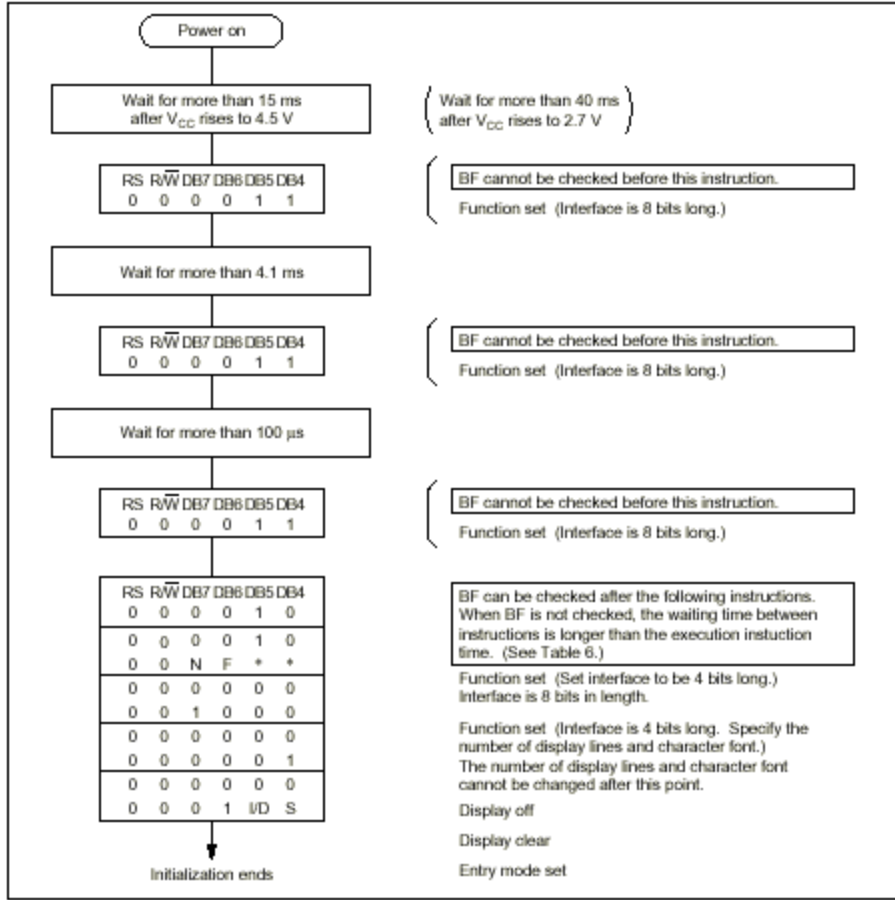 Power on
Wait for more than 15 ms
after VCC rises to 4.5 V
Wait for more than 40 ms
after VCC rises to 2.7 V
RS R/W DB7 DB6 DB5 DB4
0 0 0 0 1 1
BF cannot be checked before this instruction.
Function set (Interface is 8 bits long.)
Wait for more than 4.1 ms
RS R/W DB7 DB6 DB5 DB4
0 0 0 0 1 1
BF cannot be checked before this instruction.
Function set (Interface is 8 bits long.)
Wait for more than 100 μs
RS R/W DB7 DB6 DB5 DB4
0 0 0 0 1 1
BF cannot be checked before this instruction.
Function set (Interface is 8 bits long.)
RS R/W DB7 DB6 DB5 DB4
0 0 0 0 1 0
0 0 0 0 1 0
0 0 N F * *
0 0 0 0 0 0
0 0 1 0 0 0
0 0 0 0 0 0
0 0 0 0 0 1
0 0 0 0 0 0
0 0 0 1 I/D S
Initialization ends
BF can be checked after the following instructions.
When BF is not checked, the waiting time between
instructions is longer than the execution instuction
time. (See Table 6.)
Function set (Set interface to be 4 bits long.)
Interface is 8 bits in length.
Function set (Interface is 4 bits long. Specify the
number of display lines and character font.)
The number of display lines and character font
cannot be changed after this point.
Display off
Display clear
Entry mode set